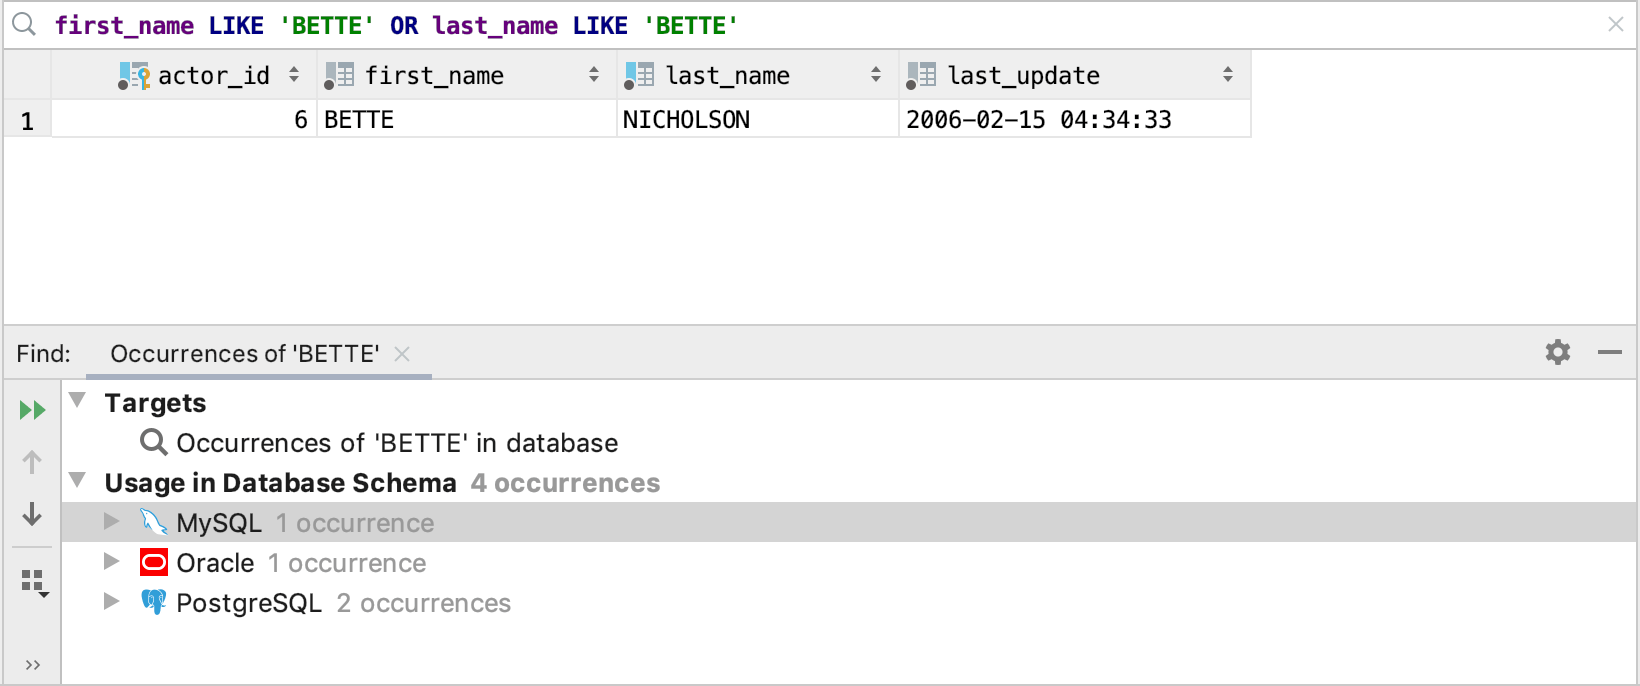 first_name LIKE 'BETTE' OR last_name LIKE 'BETTE'
actor_id first_name last_name last_update
1 6 BETTE NICHOLSON 2006-02-15 04:34:33
Find: Occurrences of 'BETTE'
Targets
Occurrences of 'BETTE' in database
Usage in Database Schema 4 occurrences
MySQL 1 occurrence
Oracle 1 occurrence
PostgreSQL 2 occurrences